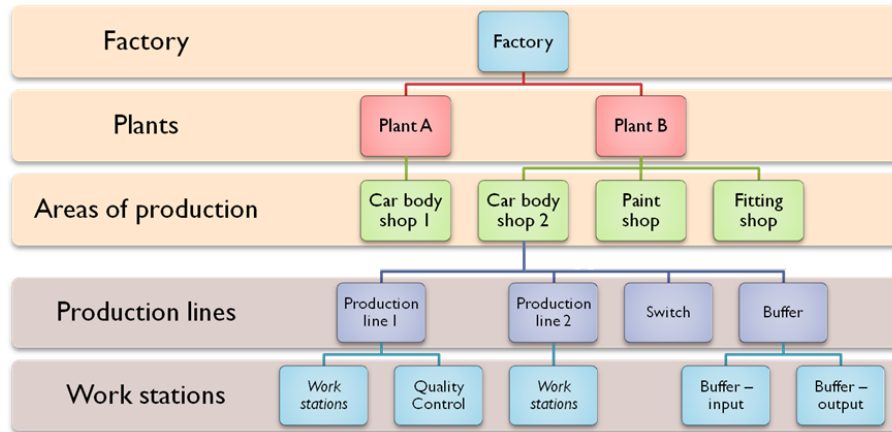 Factory
Factory
Plants
Plant A
Plant B
Areas of production
Car body
shop 1
Car body
shop 2
Paint
shop
Fitting
shop
Production lines
Production
line 1
Production
line 2
Switch
Buffer
Work stations
Work
stations
Quality
Control
Work
stations
Buffer –
input
Buffer –
output